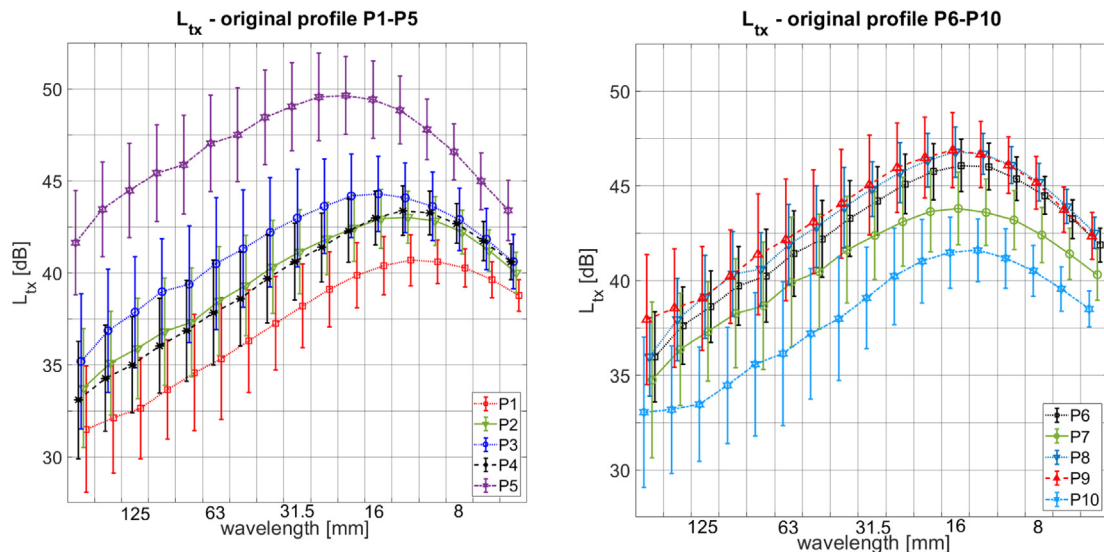 L_tx - original profile P1-P5
50
45
40
35
30
L_tx [dB]
125 63 31.5 16 8
wavelength [mm]
P1
P2
P3
P4
P5
L_tx - original profile P6-P10
50
45
40
35
30
L_tx [dB]
125 63 31.5 16 8
wavelength [mm]
P6
P7
P8
P9
P10